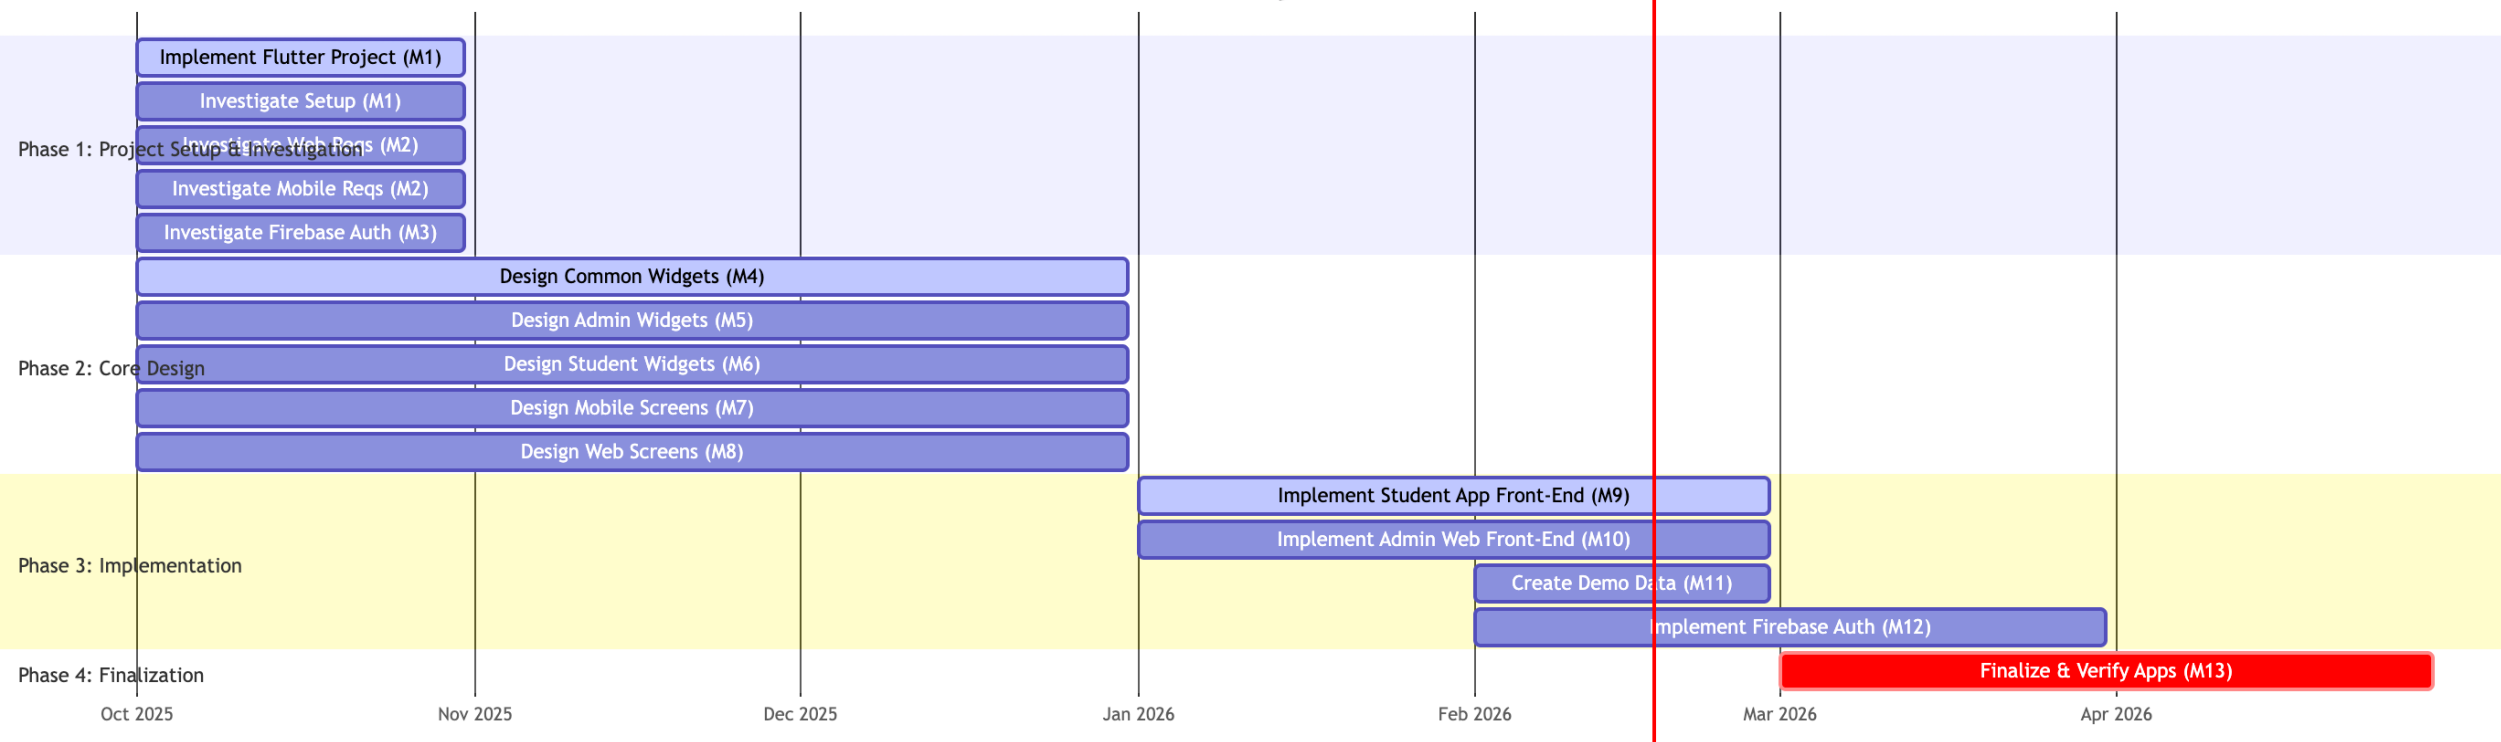 Implement Flutter Project (M1)
Investigate Setup (M1)
Investigate Web Reqs (M2)
Phase 1: Project Setup & Investigation
Investigate Mobile Reqs (M2)
Investigate Firebase Auth (M3)
Design Common Widgets (M4)
Design Admin Widgets (M5)
Design Student Widgets (M6)
Phase 2: Core Design
Design Mobile Screens (M7)
Design Web Screens (M8)
Implement Student App Front-End (M9)
Implement Admin Web Front-End (M10)
Phase 3: Implementation
Create Demo Data (M11)
Implement Firebase Auth (M12)
Phase 4: Finalization
Finalize & Verify Apps (M13)
Oct 2025
Nov 2025
Dec 2025
Jan 2026
Feb 2026
Mar 2026
Apr 2026